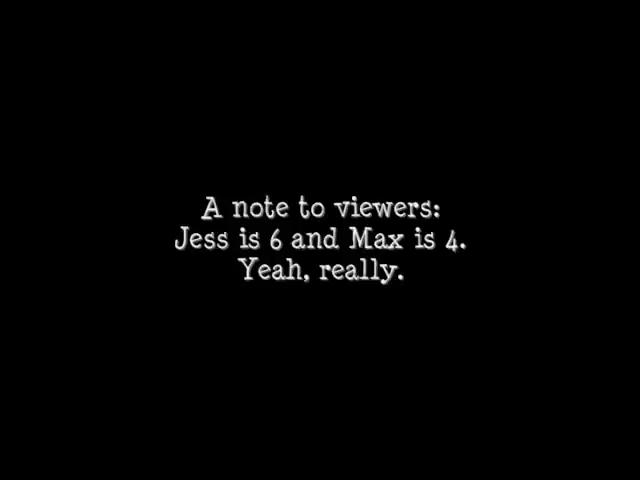 A note to viewers:
Jess is 6 and Max is 4.
Yeah, really.